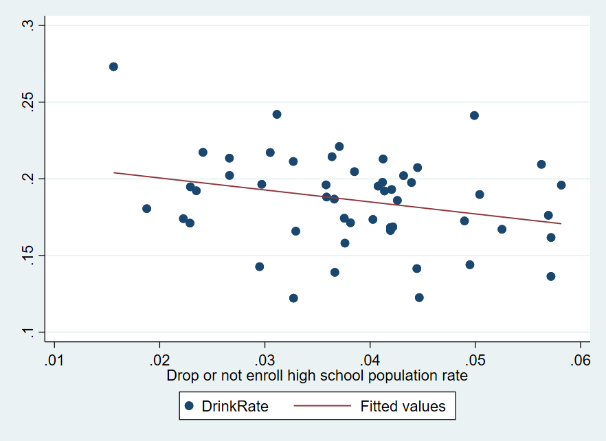 .3
.25
.2
.15
.1
.01 .02 .03 .04 .05 .06
Drop or not enroll high school population rate
DrinkRate Fitted values